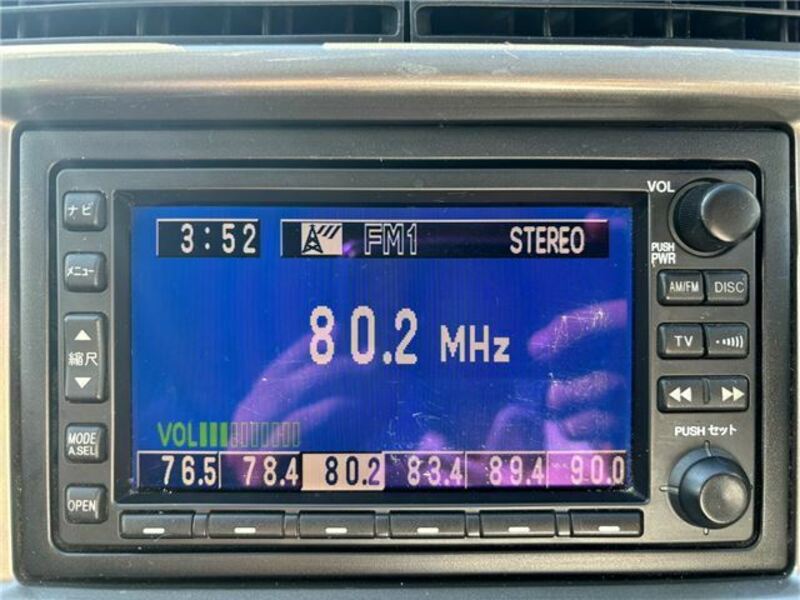 VOL
PUSH
PWR
ナビ
メニュー
縮尺
MODE
A.SEL
OPEN
3:52 FM1 STEREO
80.2 MHz
VOL
76.5 78.4 80.2 83.4 89.4 90.0
AM/FM DISC
TV
PUSH セット